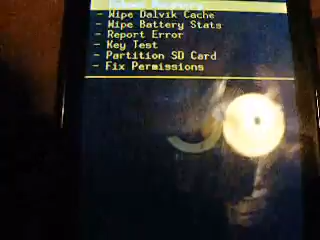 - Wipe Dalvik Cache
- Wipe Battery Stats
- Report Error
- Key Test
- Partition SD Card
- Fix Permissions